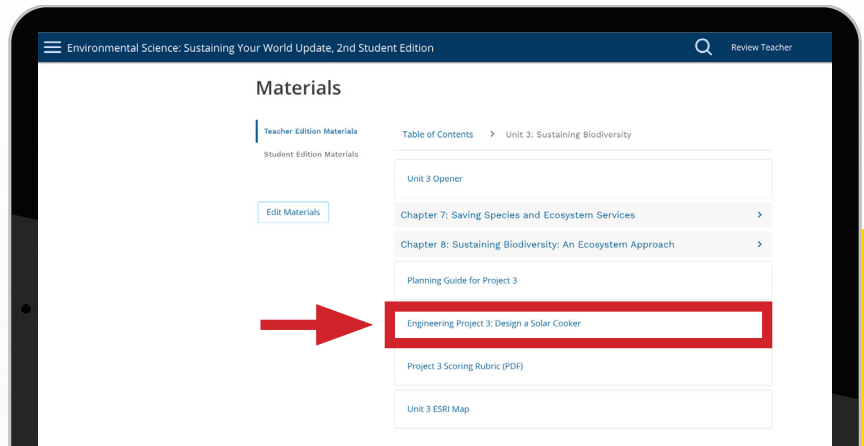 Environmental Science: Sustaining Your World Update, 2nd Student Edition
Review Teacher
Materials
Teacher Edition Materials
Student Edition Materials
Edit Materials
Table of Contents > Unit 3: Sustaining Biodiversity
Unit 3 Opener
Chapter 7: Saving Species and Ecosystem Services >
Chapter 8: Sustaining Biodiversity: An Ecosystem Approach >
Planning Guide for Project 3
Engineering Project 3: Design a Solar Cooker
Project 3 Scoring Rubric (PDF)
Unit 3 ESRI Map